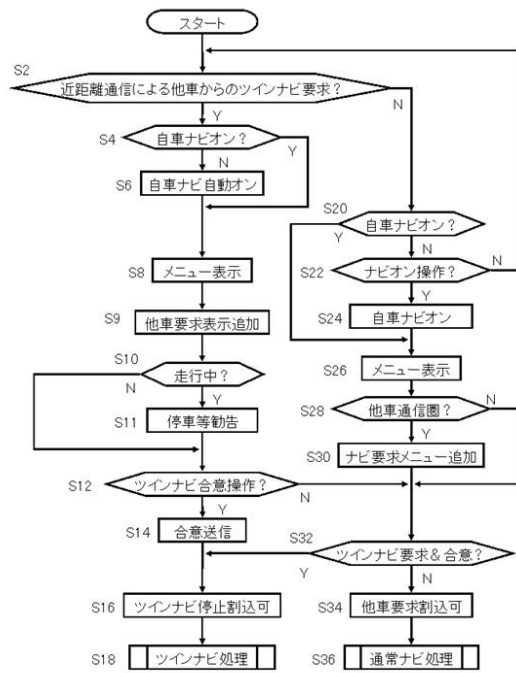 スタート
S2
近距離通信による他車からのツインナビ要求?
Y
N
S4
自車ナビオン?
Y
N
S6
自車ナビ自動オン
S20
自車ナビオン?
Y
N
S8
メニュー表示
S22
ナビオン操作?
N
Y
S9
他車要求表示追加
S24
自車ナビオン
S10
走行中?
N
Y
S26
メニュー表示
S11
停車等勧告
S28
他車通信圏?
N
Y
S30
ナビ要求メニュー追加
S12
ツインナビ合意操作?
N
Y
S14
合意送信
S32
ツインナビ要求&合意?
Y
N
S16
ツインナビ停止割込可
S34
他車要求割込可
S18
ツインナビ処理
S36
通常ナビ処理